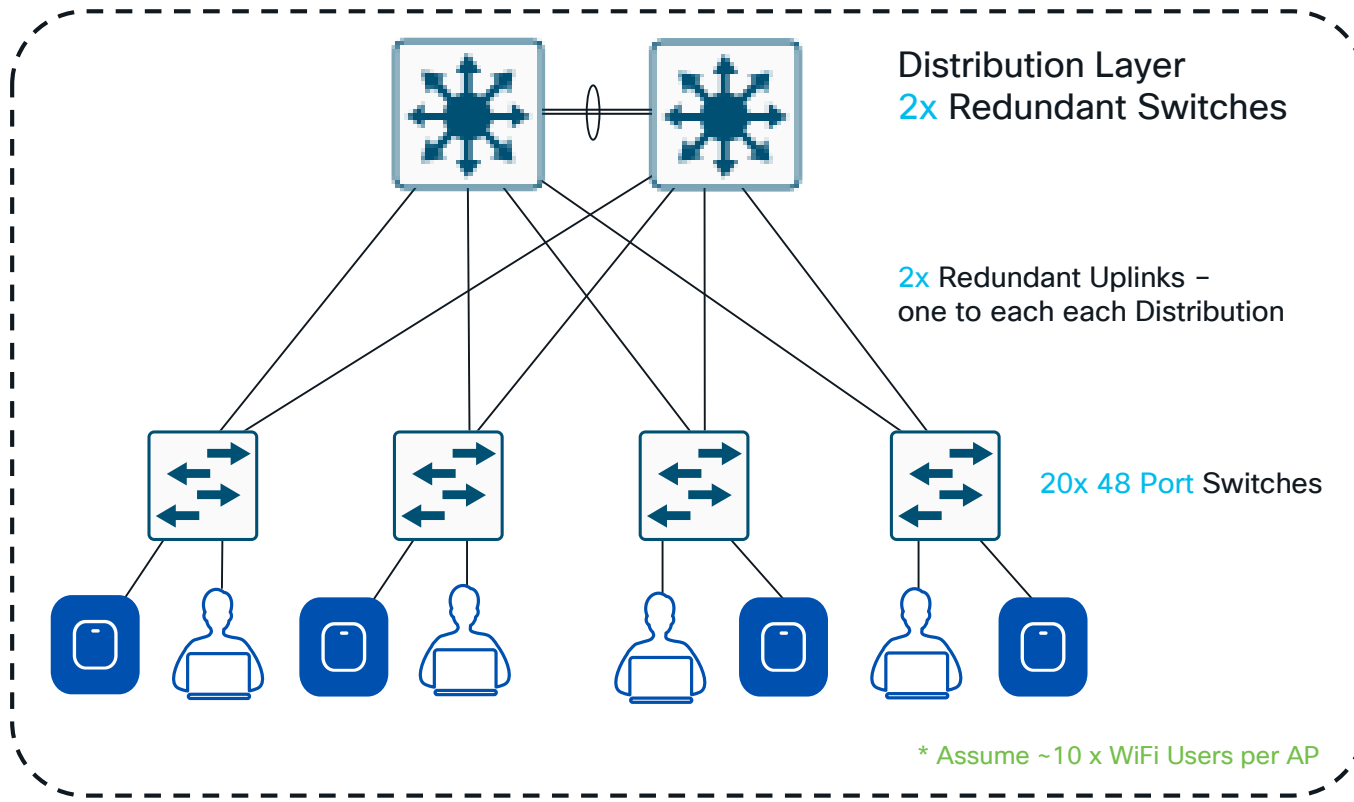 Distribution Layer
2x Redundant Switches
2x Redundant Uplinks –
one to each each Distribution
20x 48 Port Switches
* Assume ~10 x WiFi Users per AP